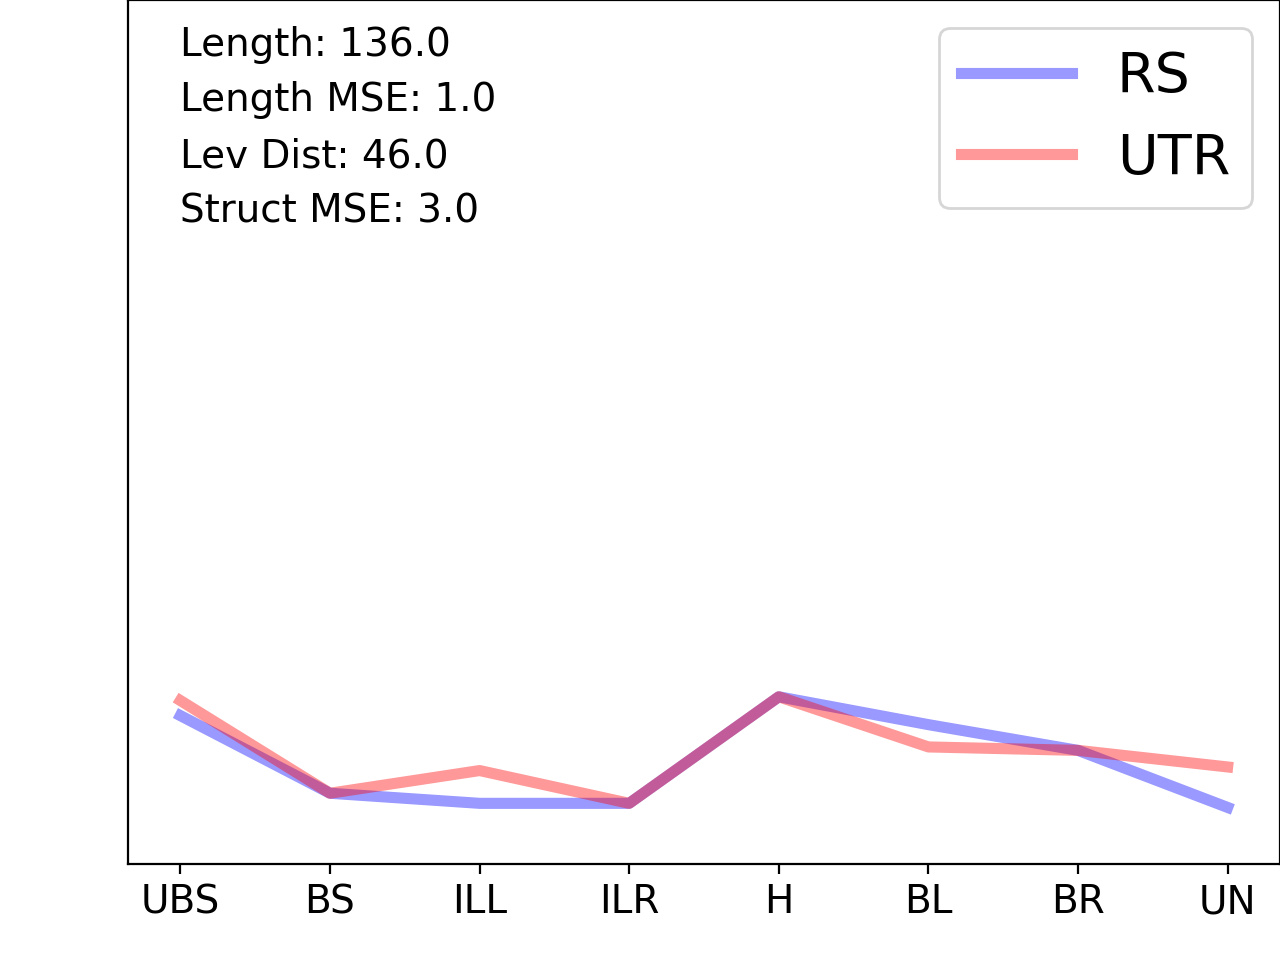 Length: 136.0
Length MSE: 1.0
Lev Dist: 46.0
Struct MSE: 3.0
RS
UTR
UBS BS ILL ILR H BL BR UN